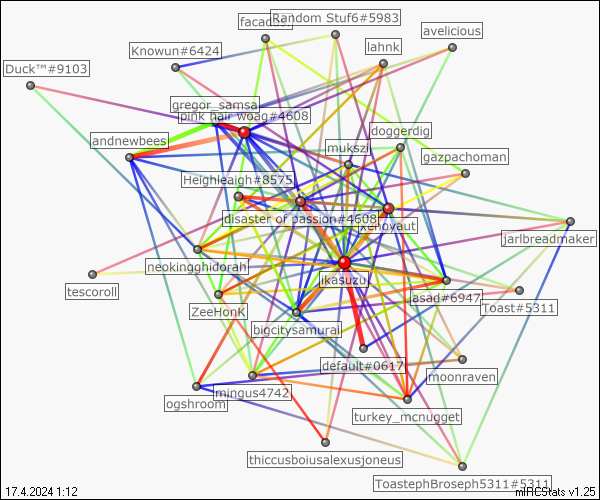 Random Stuf6#5983
facadas.
avelicious
lahnk
Knowun#6424
Duck™#9103
gregor_samsa
pink hair woag#4608
doggerdig
andnewbees
mukszi
gazpachoman
Heighleaigh#8575
disaster of passion#4608
xenoyaut
jarlbreadmaker
neokingghidorah
tescoroll
ikasuzu
asad#6947
ZeeHonK
Toast#5311
bigcitysamurai
default#0617
moonraven
mingus4742
ogshroom
turkey_mcnugget
thiccusboiusalexusjoneus
ToastephBroseph5311#5311
17.4.2024 1:12
mIRCStats v1.25